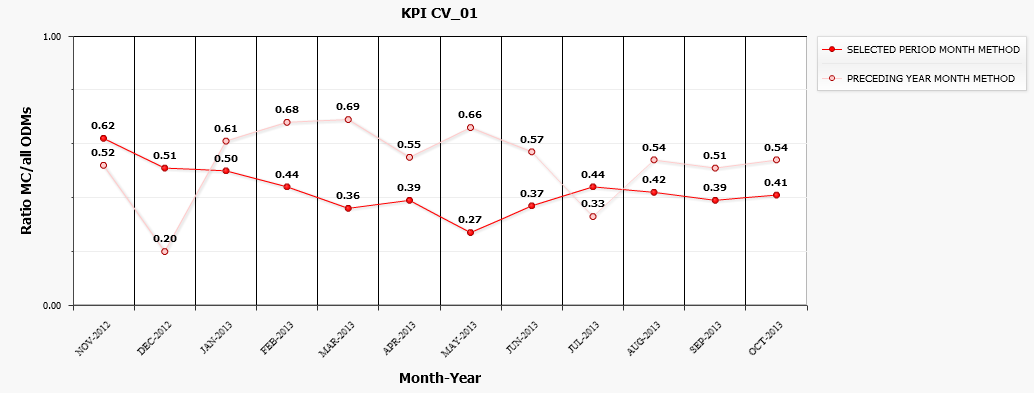 KPI CV_01
1.00
SELECTED PERIOD MONTH METHOD
PRECEDING YEAR MONTH METHOD
0.62 0.51 0.50 0.44 0.36 0.39 0.27 0.37 0.44 0.42 0.39 0.41
0.52 0.20 0.61 0.68 0.69 0.55 0.66 0.57 0.33 0.54 0.51 0.54
Ratio MC/all ODMs
0.00
NOV-2012 DEC-2012 JAN-2013 FEB-2013 MAR-2013 APR-2013 MAY-2013 JUN-2013 JUL-2013 AUG-2013 SEP-2013 OCT-2013
Month-Year